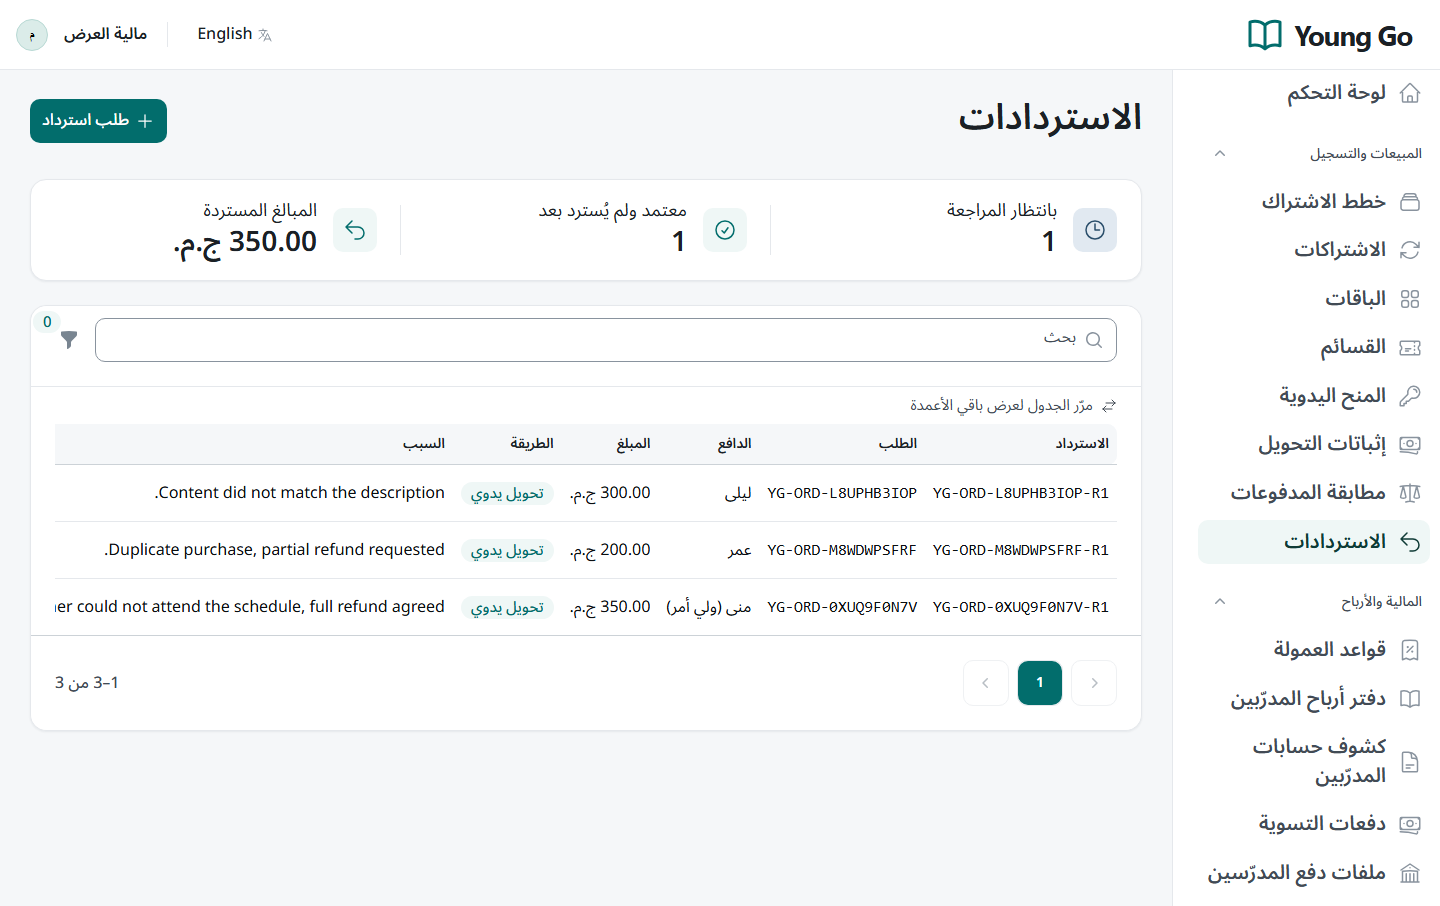 Young Go
English
مالية العرض
م
لوحة التحكم
المبيعات والتسجيل
خطط الاشتراك
الاشتراكات
الباقات
القسائم
المنح اليدوية
إثباتات التحويل
مطابقة المدفوعات
الاستردادات
المالية والأرباح
قواعد العمولة
دفتر أرباح المدرّبين
كشوف حسابات
المدرّبين
دفعات التسوية
ملفات دفع المدرّسين
الاستردادات
طلب استرداد
بانتظار المراجعة
1
معتمد ولم يُسترد بعد
1
المبالغ المستردة
350.00 ج.م.
بحث
0
مرّر الجدول لعرض باقي الأعمدة
الاسترداد الطلب الدافع المبلغ الطريقة السبب
YG-ORD-L8UPHB3IOP-R1 YG-ORD-L8UPHB3IOP ليلى 300.00 ج.م. تحويل يدوي Content did not match the description.
YG-ORD-M8WDWPSFRF-R1 YG-ORD-M8WDWPSFRF عمر 200.00 ج.م. تحويل يدوي Duplicate purchase, partial refund requested.
YG-ORD-0XUQ9F0N7V-R1 YG-ORD-0XUQ9F0N7V منى (ولي أمر) 350.00 ج.م. تحويل يدوي could not attend the schedule, full refund agreed
1
1–3 من 3